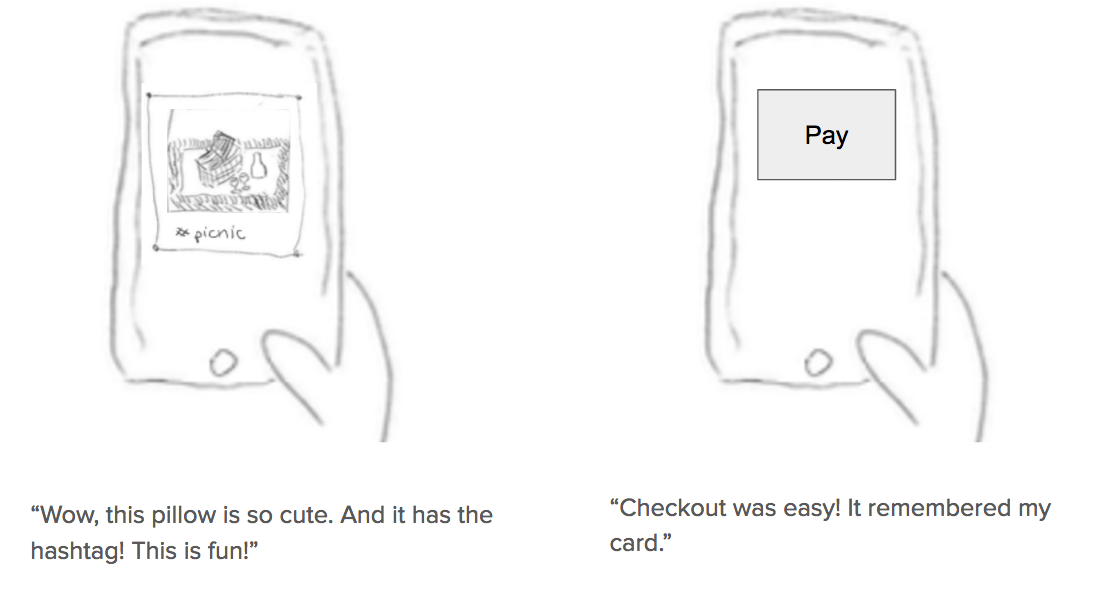 # picnic
“Wow, this pillow is so cute. And it has the
hashtag! This is fun!”
Pay
“Checkout was easy! It remembered my
card.”